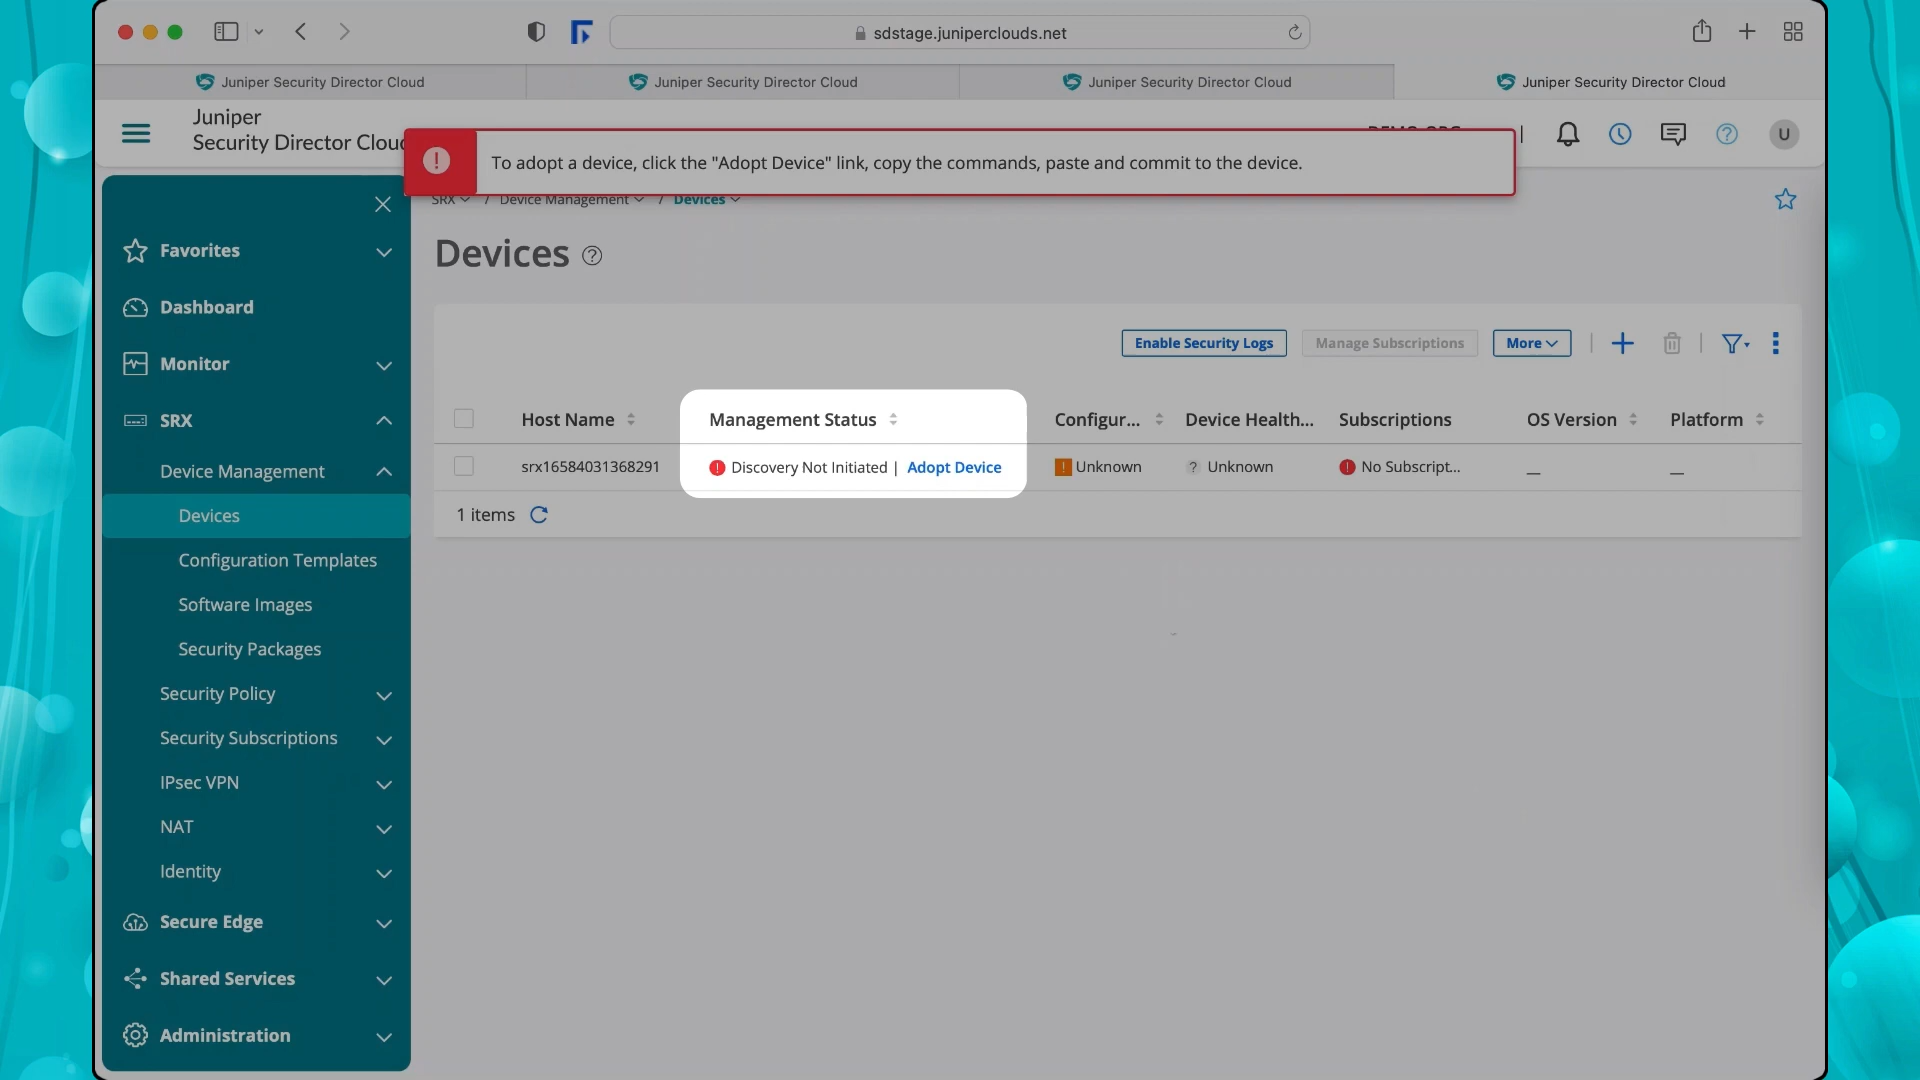 sdstage.juniperclouds.net
Juniper Security Director Cloud
Juniper Security Director Cloud
Juniper Security Director Cloud
Juniper Security Director Cloud
Juniper
Security Director Cloud
U
To adopt a device, click the "Adopt Device" link, copy the commands, paste and commit to the device.
SRX / Device Management / Devices
Favorites
Dashboard
Monitor
SRX
Device Management
Devices
Configuration Templates
Software Images
Security Packages
Security Policy
Security Subscriptions
IPsec VPN
NAT
Identity
Secure Edge
Shared Services
Administration
Devices
Enable Security Logs Manage Subscriptions More
Host Name Management Status Configur... Device Health... Subscriptions OS Version Platform
srx16584031368291 Discovery Not Initiated | Adopt Device Unknown Unknown No Subscript... — —
1 items